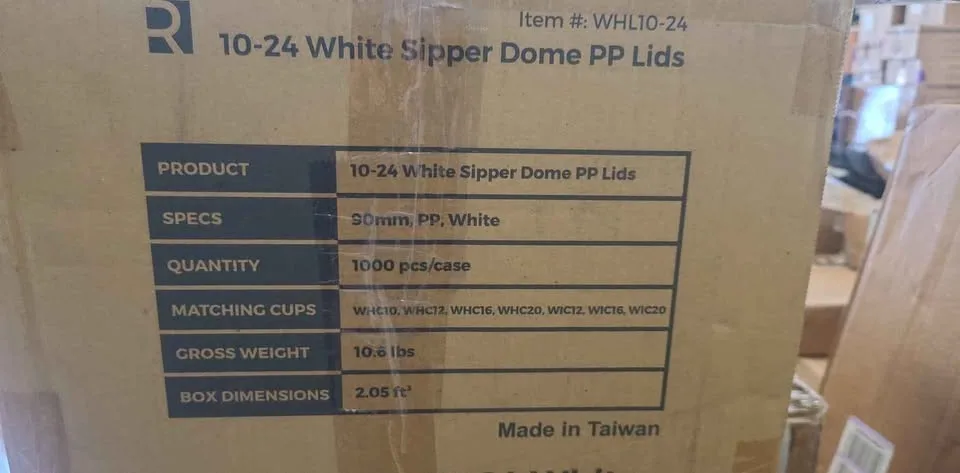 R
Item #: WHL10-24
10-24 White Sipper Dome PP Lids
PRODUCT 10-24 White Sipper Dome PP Lids
SPECS 90mm, PP, White
QUANTITY 1000 pcs/case
MATCHING CUPS WHC10, WHC12, WHC16, WHC20, WIC12, WIC16, WIC20
GROSS WEIGHT 10.6 lbs
BOX DIMENSIONS 2.05 ft³
Made in Taiwan